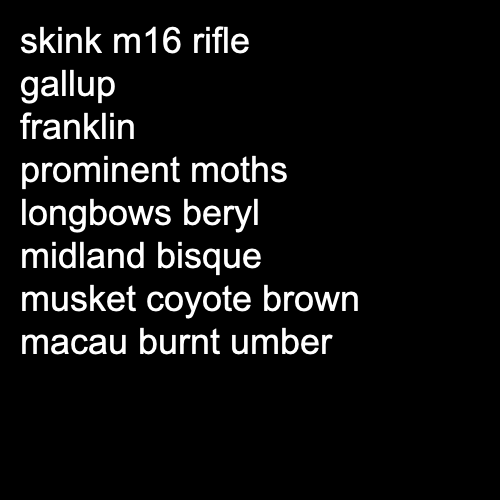 skink m16 rifle
gallup
franklin
prominent moths
longbows beryl
midland bisque
musket coyote brown
macau burnt umber